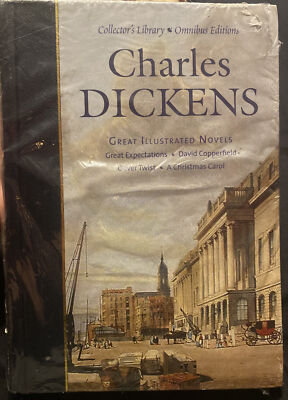 Collector's Library • Omnibus Editions
Charles
DICKENS
GREAT ILLUSTRATED NOVELS
Great Expectations • David Copperfield •
Twist • A Christmas Carol